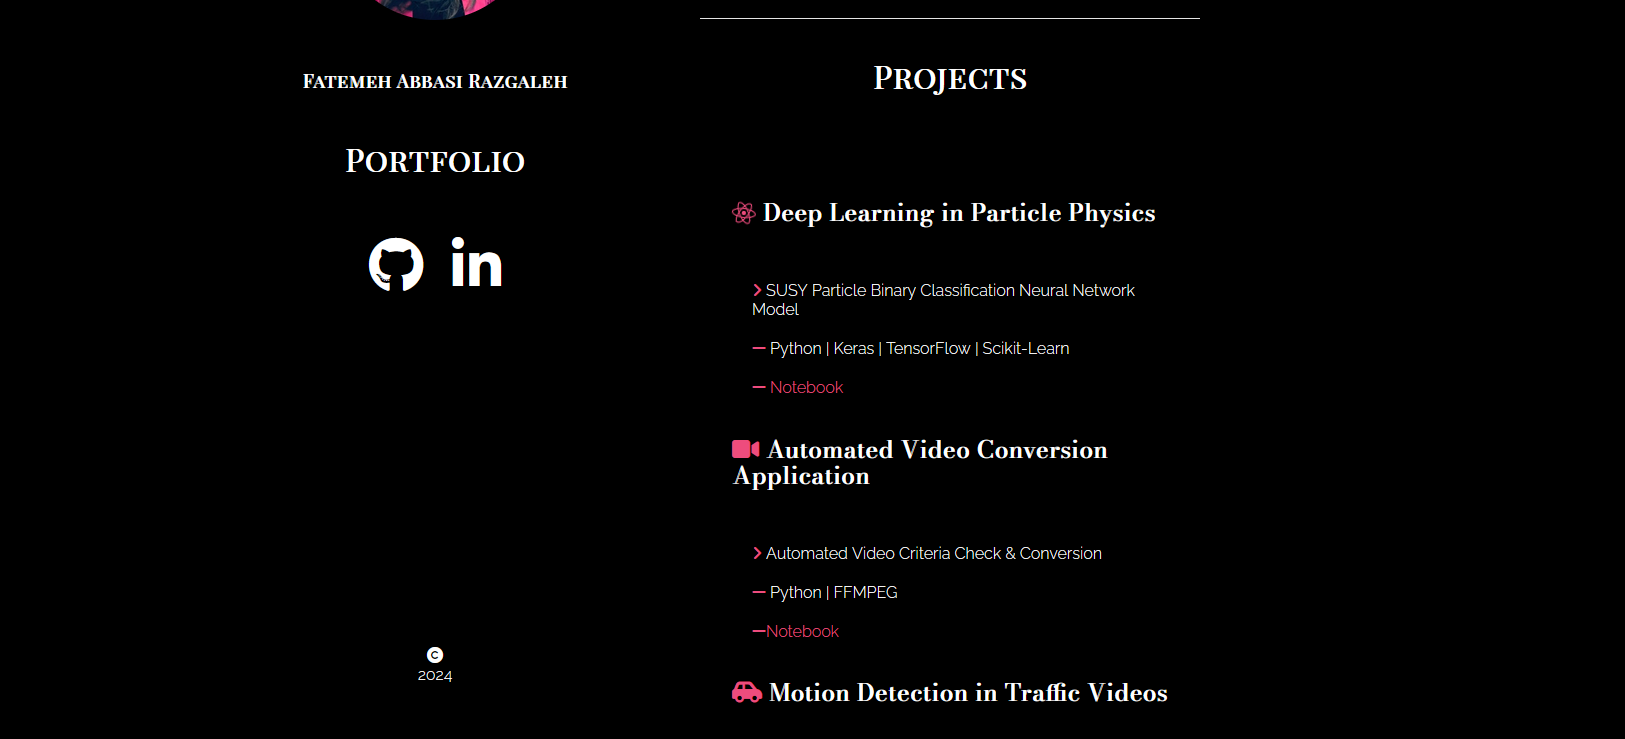 Fatemeh Abbasi Razgaleh
Portfolio
in
© 
2024
Projects
Deep Learning in Particle Physics
SUSY Particle Binary Classification Neural Network
Model
Python | Keras | TensorFlow | Scikit-Learn
Notebook
Automated Video Conversion
Application
Automated Video Criteria Check & Conversion
Python | FFMPEG
Notebook
Motion Detection in Traffic Videos